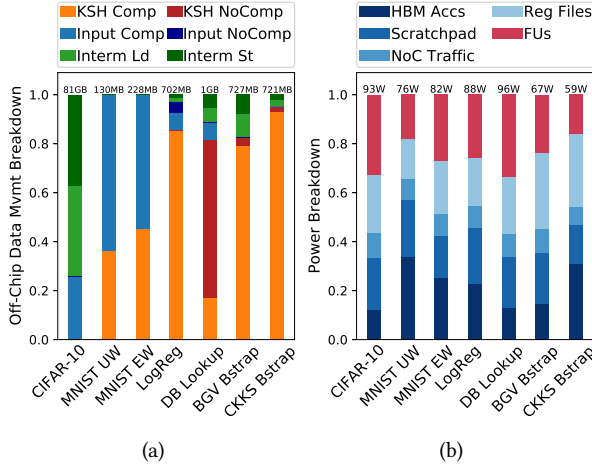 KSH Comp KSH NoComp
Input Comp Input NoComp
Interm Ld Interm St
Off-Chip Data Mvmt Breakdown
81GB 130MB 228MB 702MB 1GB 727MB 721MB
1.0
0.8
0.6
0.4
0.2
0.0
CIFAR-10 MNIST UW MNIST EW LogReg DB Lookup BGV Bstrap CKKS Bstrap
(a)
HBM Accs Reg Files
Scratchpad FUs
NoC Traffic
Power Breakdown
93W 76W 82W 88W 96W 67W 59W
1.0
0.8
0.6
0.4
0.2
0.0
CIFAR-10 MNIST UW MNIST EW LogReg DB Lookup BGV Bstrap CKKS Bstrap
(b)